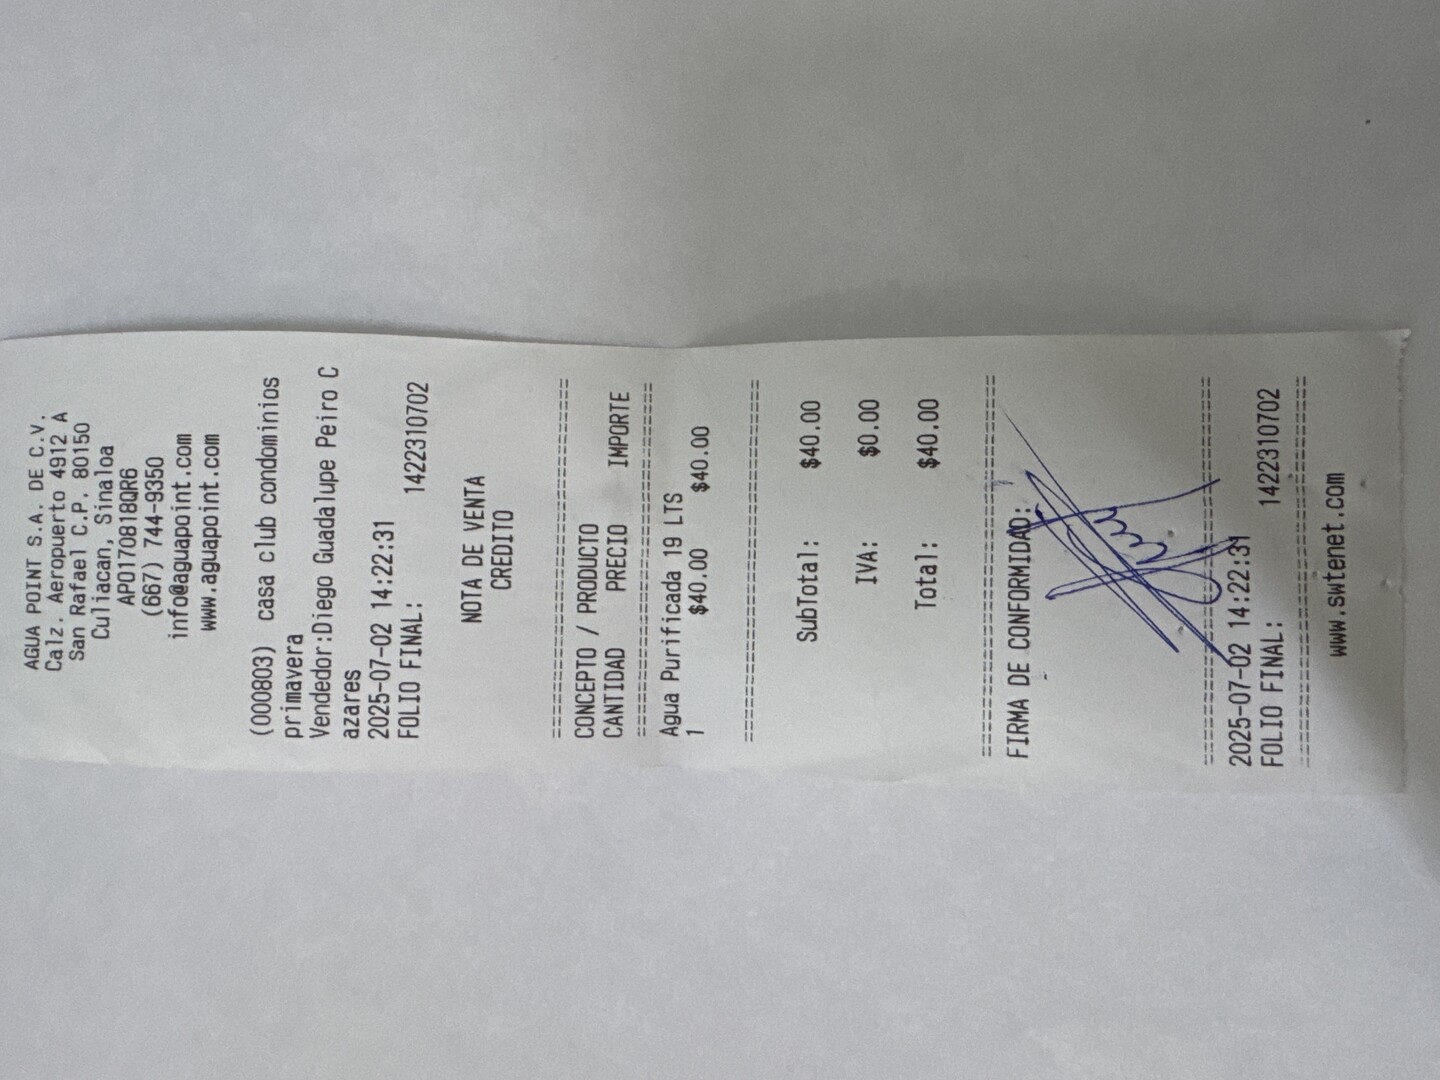 AGUA POINT S.A. DE C.V.
Calz. Aeropuerto 4912 A
San Rafael C.P. 80150
Culiacan, Sinaloa
APO170818QR6
(667) 744-9350
info@aguapoint.com
www.aguapoint.com
(000803) casa club condominios
primavera
Vendedor:Diego Guadalupe Peiro C
azares
2025-07-02 14:22:31
FOLIO FINAL: 1422310702
NOTA DE VENTA
CREDITO
================================
CONCEPTO / PRODUCTO
CANTIDAD PRECIO IMPORTE
================================
Agua Purificada 19 LTS
1 $40.00 $40.00
================================
SubTotal: $40.00
IVA: $0.00
Total: $40.00
================================
FIRMA DE CONFORMIDAD:
================================
2025-07-02 14:22:31
FOLIO FINAL: 1422310702
================================
www.swtenet.com